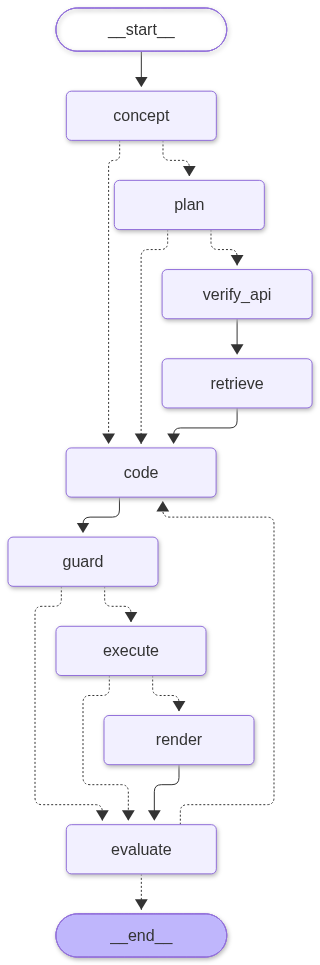 __start__
concept
plan
verify_api
retrieve
code
guard
execute
render
evaluate
__end__